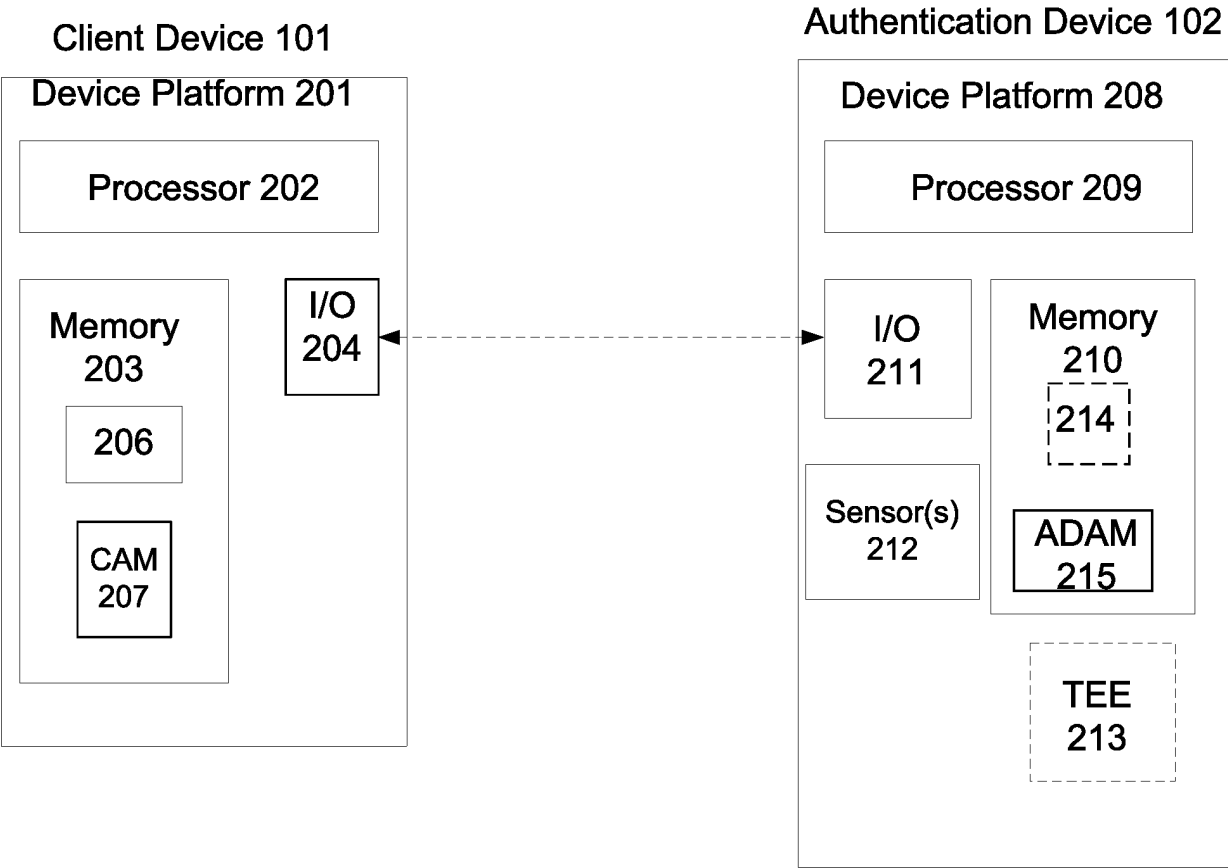 Client Device 101
Device Platform 201
Processor 202
Memory
203
206
CAM
207
I/O
204
Authentication Device 102
Device Platform 208
Processor 209
I/O
211
Sensor(s)
212
Memory
210
214
ADAM
215
TEE
213